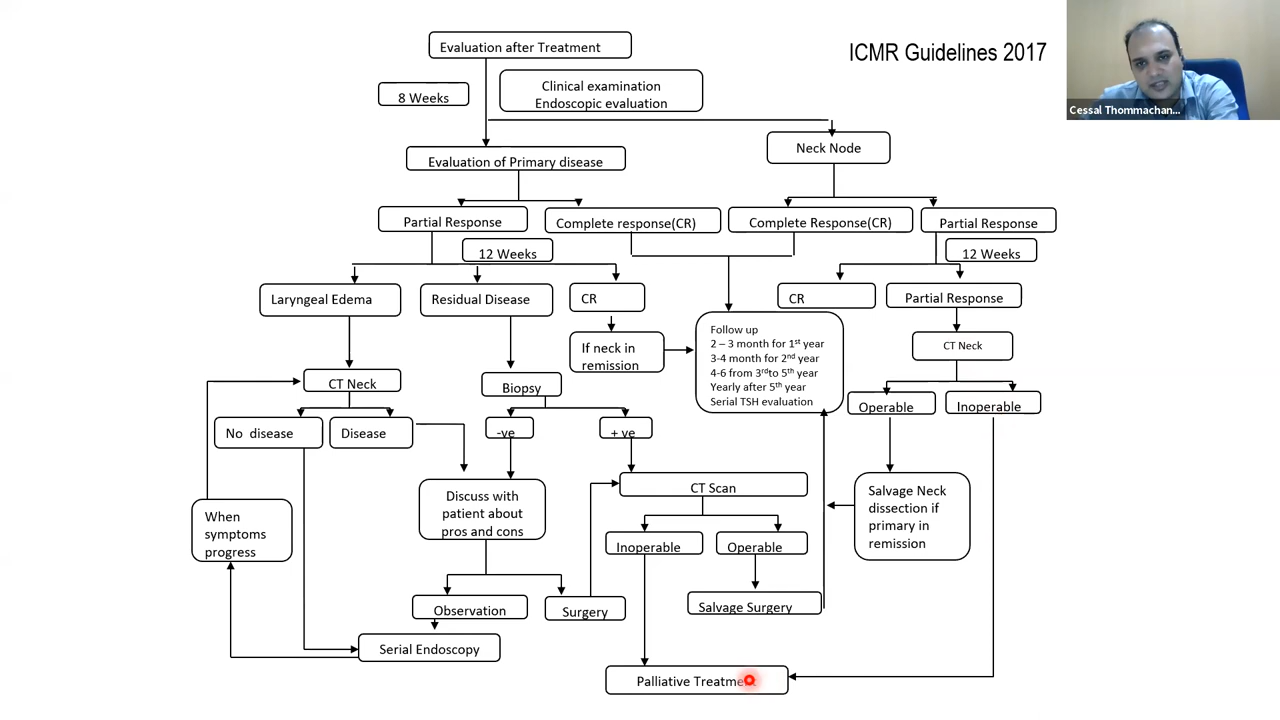 Evaluation after Treatment
ICMR Guidelines 2017
Cessal Thommachan...
8 Weeks
Clinical examination
Endoscopic evaluation
Evaluation of Primary disease
Neck Node
Partial Response
Complete response(CR)
Complete Response(CR)
Partial Response
12 Weeks
12 Weeks
Laryngeal Edema
Residual Disease
CR
CR
Partial Response
If neck in
remission
Follow up
2 – 3 month for 1st year
3-4 month for 2nd year
4-6 from 3rdto 5th year
Yearly after 5th year
Serial TSH evaluation
CT Neck
CT Neck
Biopsy
Operable
Inoperable
No disease
Disease
-ve
+ ve
Discuss with
patient about
pros and cons
CT Scan
Salvage Neck
dissection if
primary in
remission
When
symptoms
progress
Inoperable
Operable
Observation
Surgery
Salvage Surgery
Serial Endoscopy
Palliative Treatment